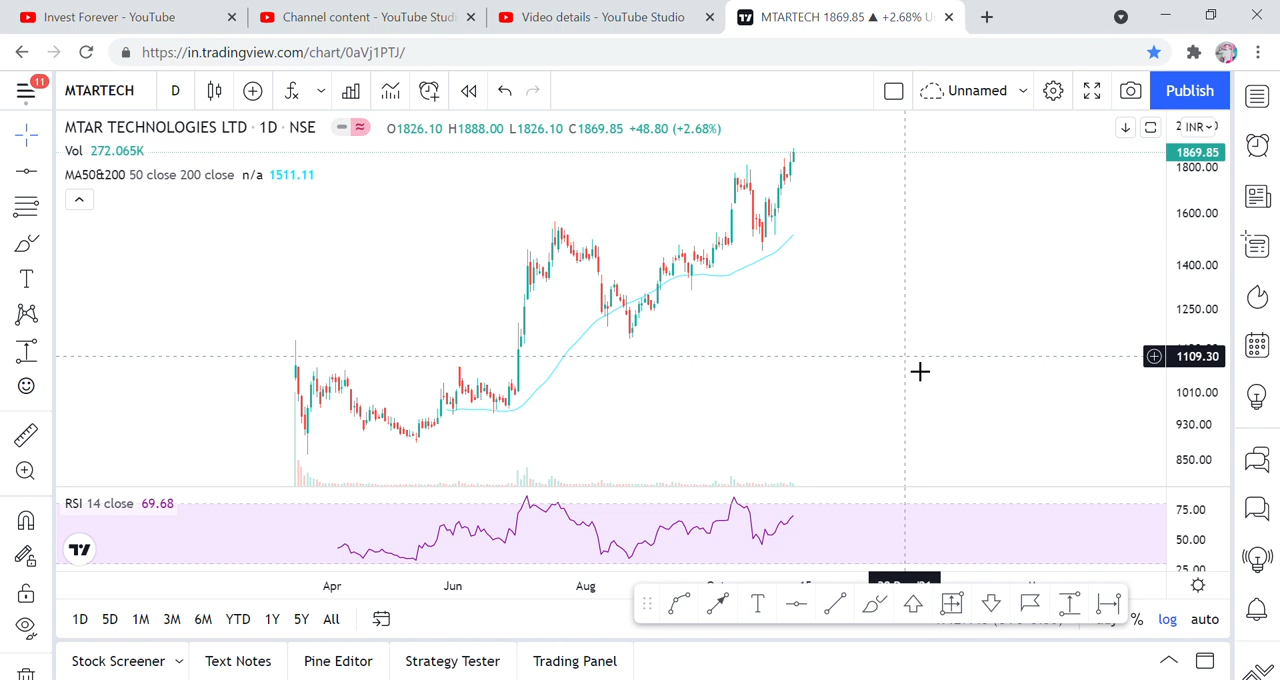 Invest Forever - YouTube
Channel content - YouTube Studi
Video details - YouTube Studio
MTARTECH 1869.85 ▲ +2.68% U
https://in.tradingview.com/chart/0aVj1PTJ/
11
MTARTECH
D
Unnamed
Publish
MTAR TECHNOLOGIES LTD · 1D · NSE
O1826.10 H1888.00 L1826.10 C1869.85 +48.80 (+2.68%)
INR
Vol 272.065K
1869.85
MA50&200 50 close 200 close n/a 1511.11
1800.00
1600.00
1400.00
1250.00
1109.30
1010.00
930.00
850.00
RSI 14 close 69.68
75.00
50.00
25.00
Apr
Jun
Aug
1D
5D
1M
3M
6M
YTD
1Y
5Y
All
%
log
auto
Stock Screener
Text Notes
Pine Editor
Strategy Tester
Trading Panel